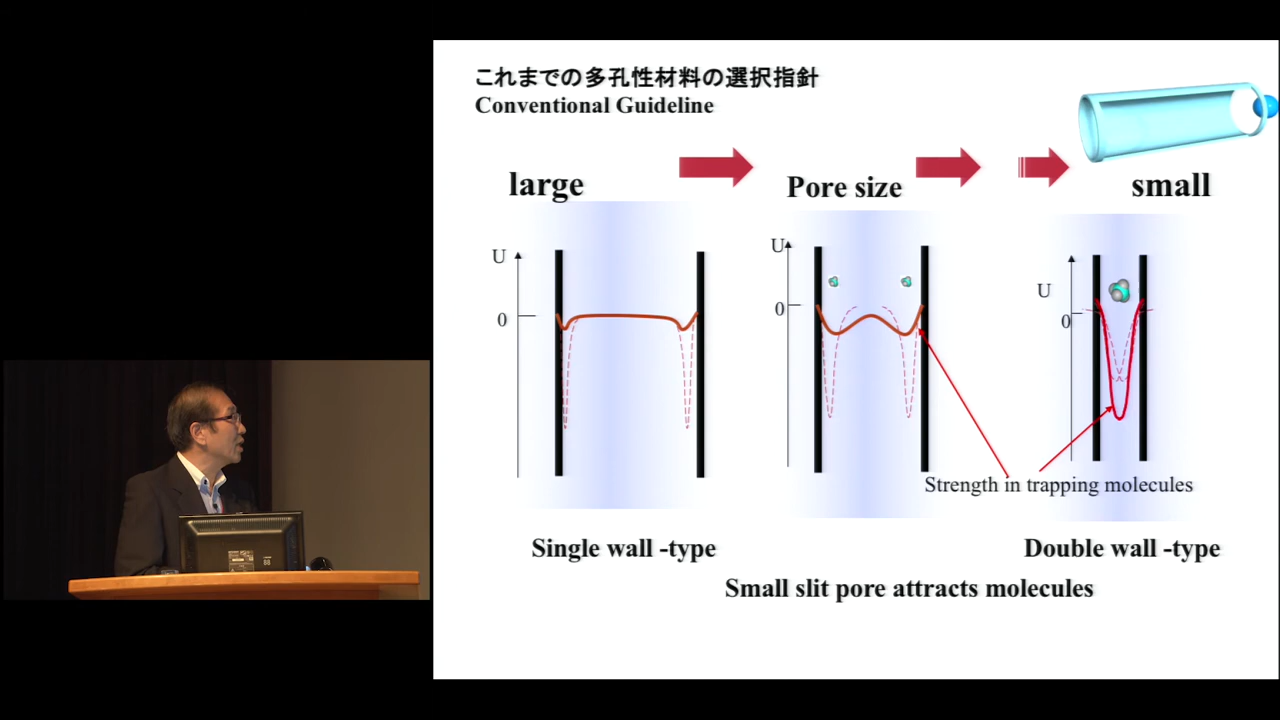 これまでの多孔性材料の選択指針
Conventional Guideline
large
Pore size
small
U
0
U
0
U
0
Strength in trapping molecules
Single wall -type
Double wall -type
Small slit pore attracts molecules